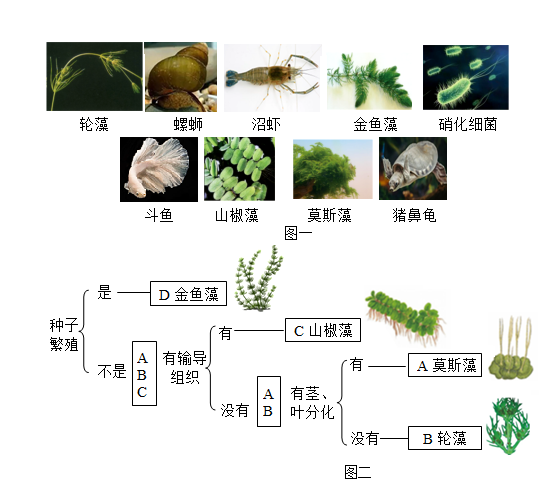 轮藻 螺蛳 沼虾 金鱼藻 硝化细菌
斗鱼 山椒藻 莫斯藻 猪鼻龟
图一
种子
繁殖
是
D 金鱼藻
不是
A
B
C
有输导
组织
有
C 山椒藻
没有
A
B
有茎、
叶分化
有
A 莫斯藻
没有
B 轮藻
图二